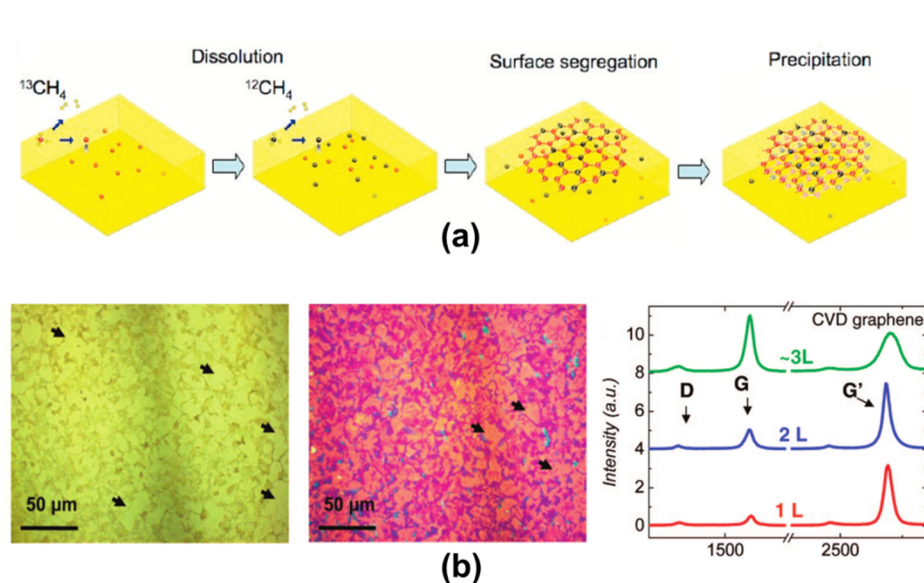 Dissolution
Surface segregation
Precipitation
¹³CH₄
¹²CH₄
(a)
50 µm
50 µm
CVD graphene
10
8
6
4
2
0
Intensity (a.u.)
~3L
D
G
G'
2 L
1 L
1500
2500
(b)